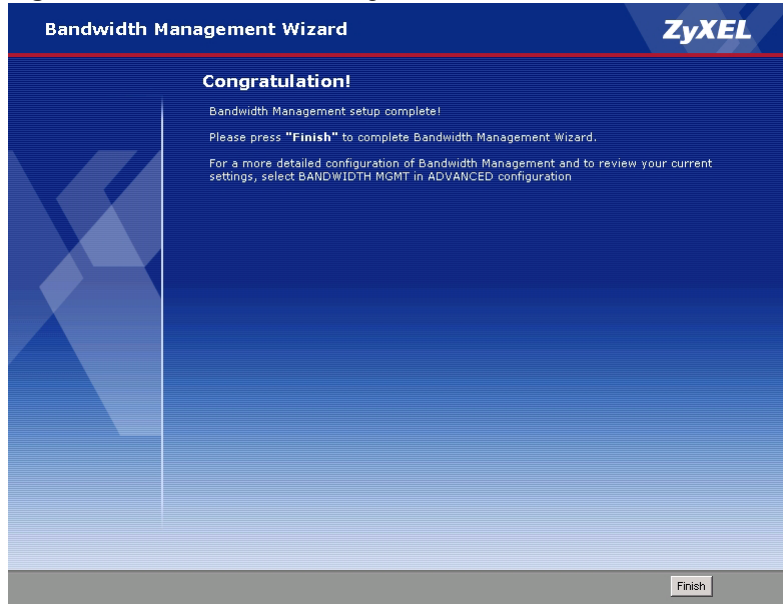 Bandwidth Management Wizard
ZyXEL
Congratulation!
Bandwidth Management setup complete!
Please press "Finish" to complete Bandwidth Management Wizard.
For a more detailed configuration of Bandwidth Management and to review your current
settings, select BANDWIDTH MGMT in ADVANCED configuration
Finish